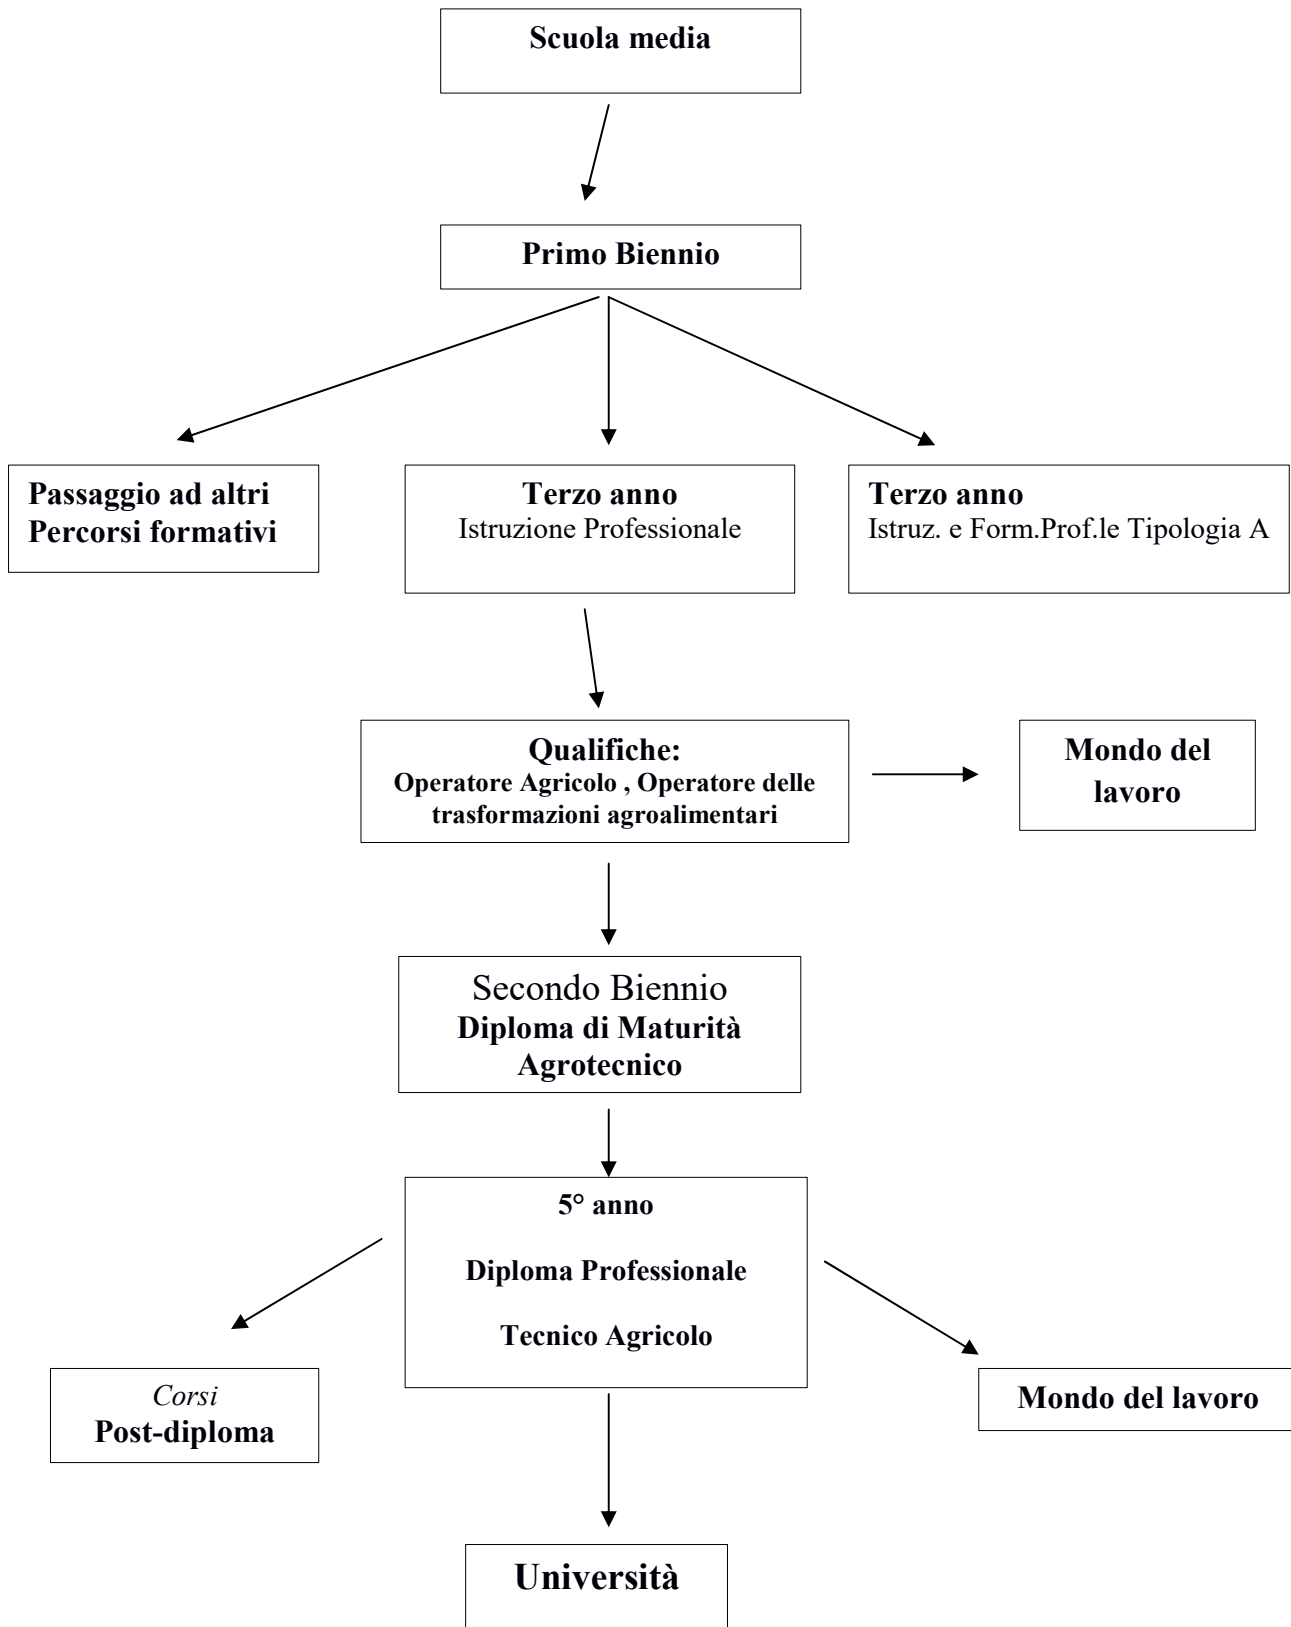 Scuola media
Primo Biennio
Passaggio ad altri
Percorsi formativi
Terzo anno
Istruzione Professionale
Terzo anno
Istruz. e Form.Prof.le Tipologia A
Qualifiche:
Operatore Agricolo , Operatore delle
trasformazioni agroalimentari
Mondo del
lavoro
Secondo Biennio
Diploma di Maturità
Agrotecnico
5° anno
Diploma Professionale
Tecnico Agricolo
Corsi
Post-diploma
Mondo del lavoro
Università